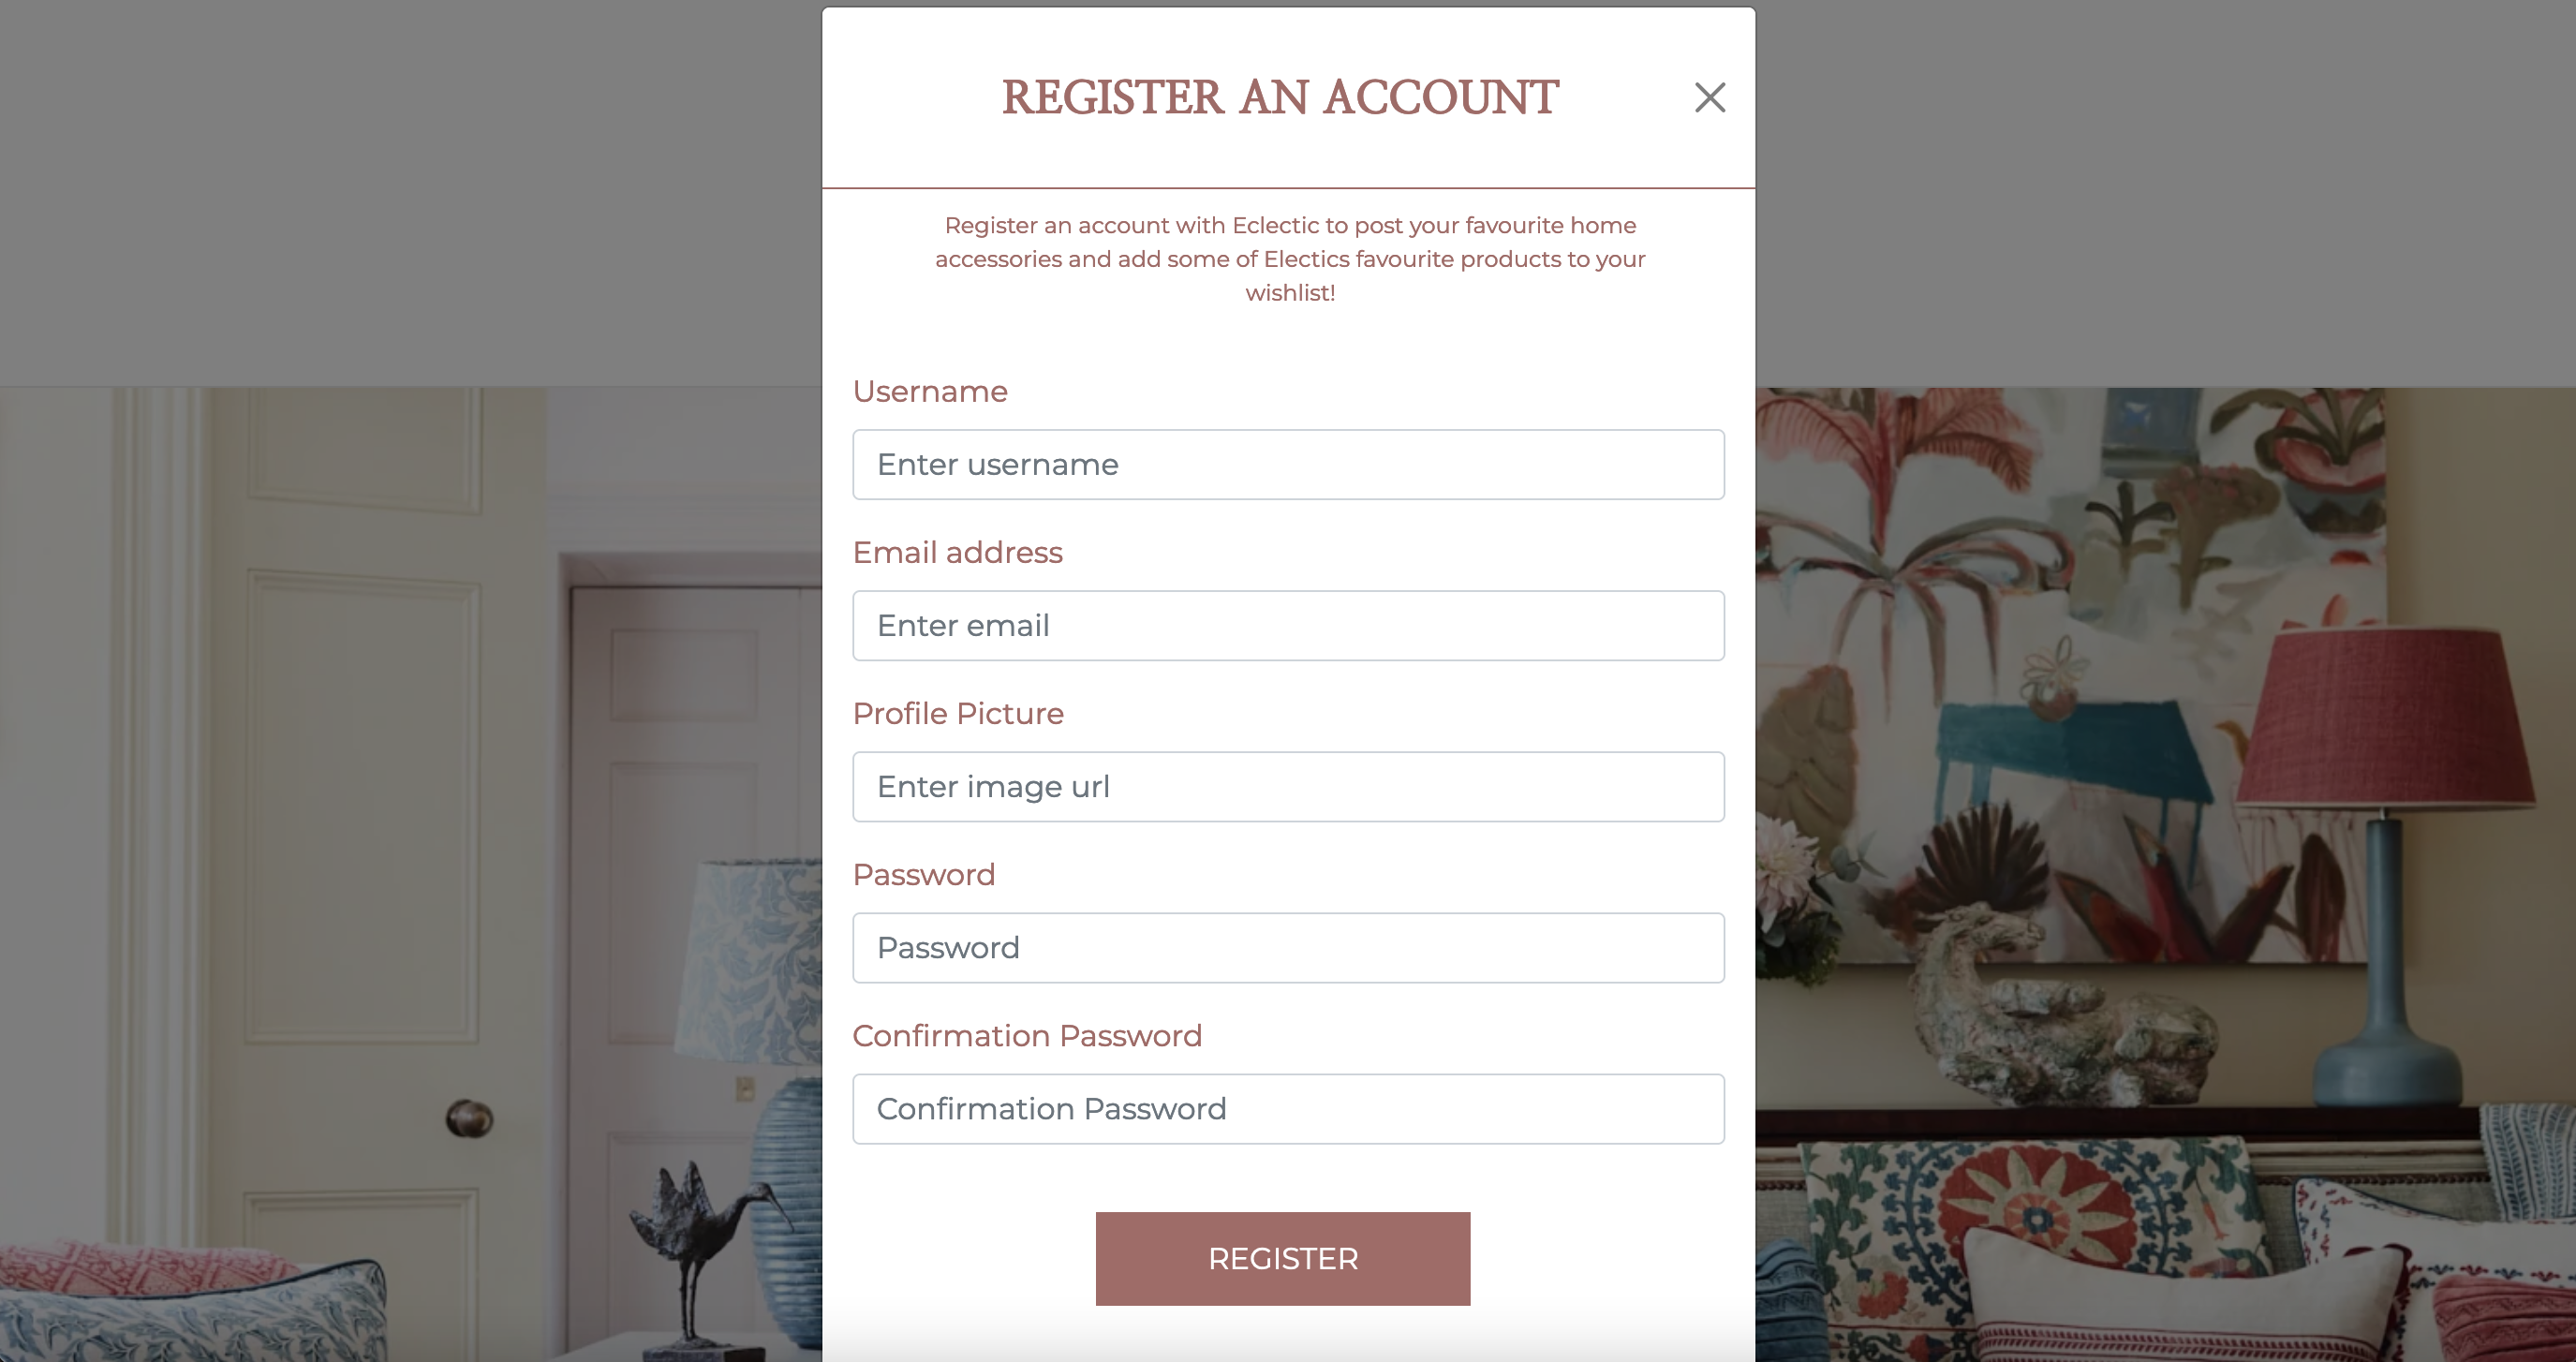 REGISTER AN ACCOUNT
Register an account with Eclectic to post your favourite home
accessories and add some of Electics favourite products to your
wishlist!
Username
Enter username
Email address
Enter email
Profile Picture
Enter image url
Password
Password
Confirmation Password
Confirmation Password
REGISTER